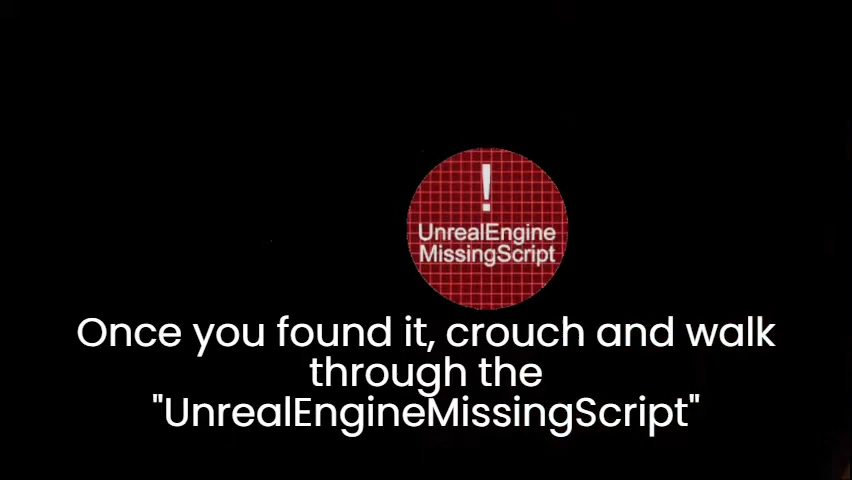 !
UnrealEngine
MissingScript
Once you found it, crouch and walk
through the
"UnrealEngineMissingScript"